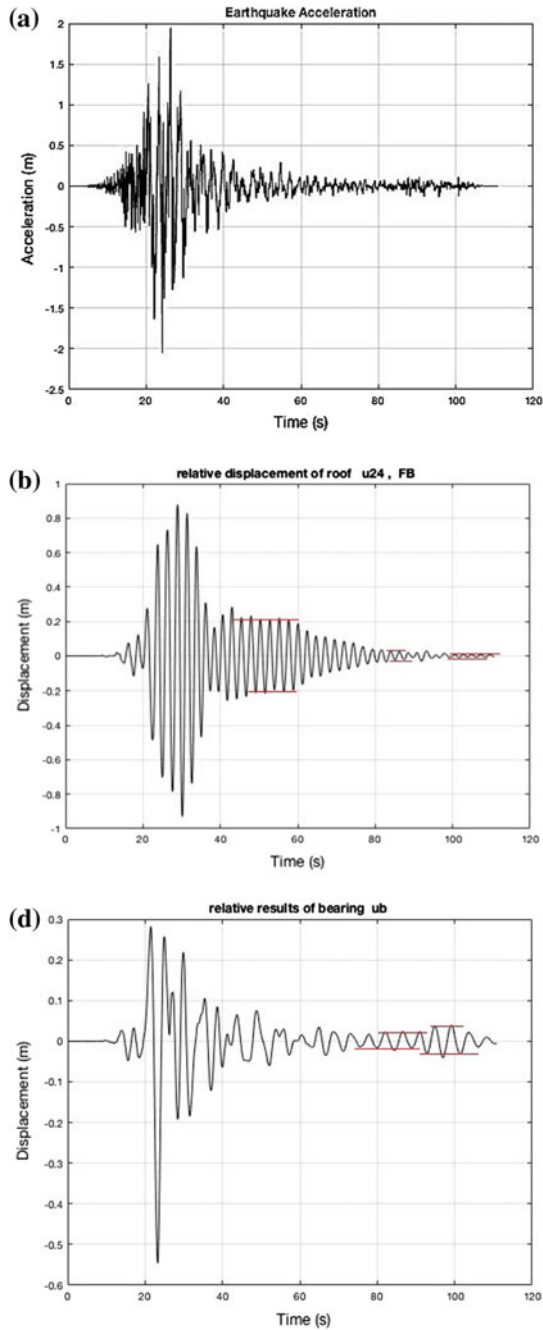 (a)
Earthquake Acceleration
2
1.5
1
0.5
0
-0.5
-1
-1.5
-2
-2.5
Acceleration (m)
0 20 40 60 80 100 120
Time (s)
(b)
relative displacement of roof u24 , FB
1
0.8
0.6
0.4
0.2
0
-0.2
-0.4
-0.6
-0.8
-1
Displacement (m)
0 20 40 60 80 100 120
Time (s)
(d)
relative results of bearing ub
0.3
0.2
0.1
0
-0.1
-0.2
-0.3
-0.4
-0.5
-0.6
Displacement (m)
0 20 40 60 80 100 120
Time (s)